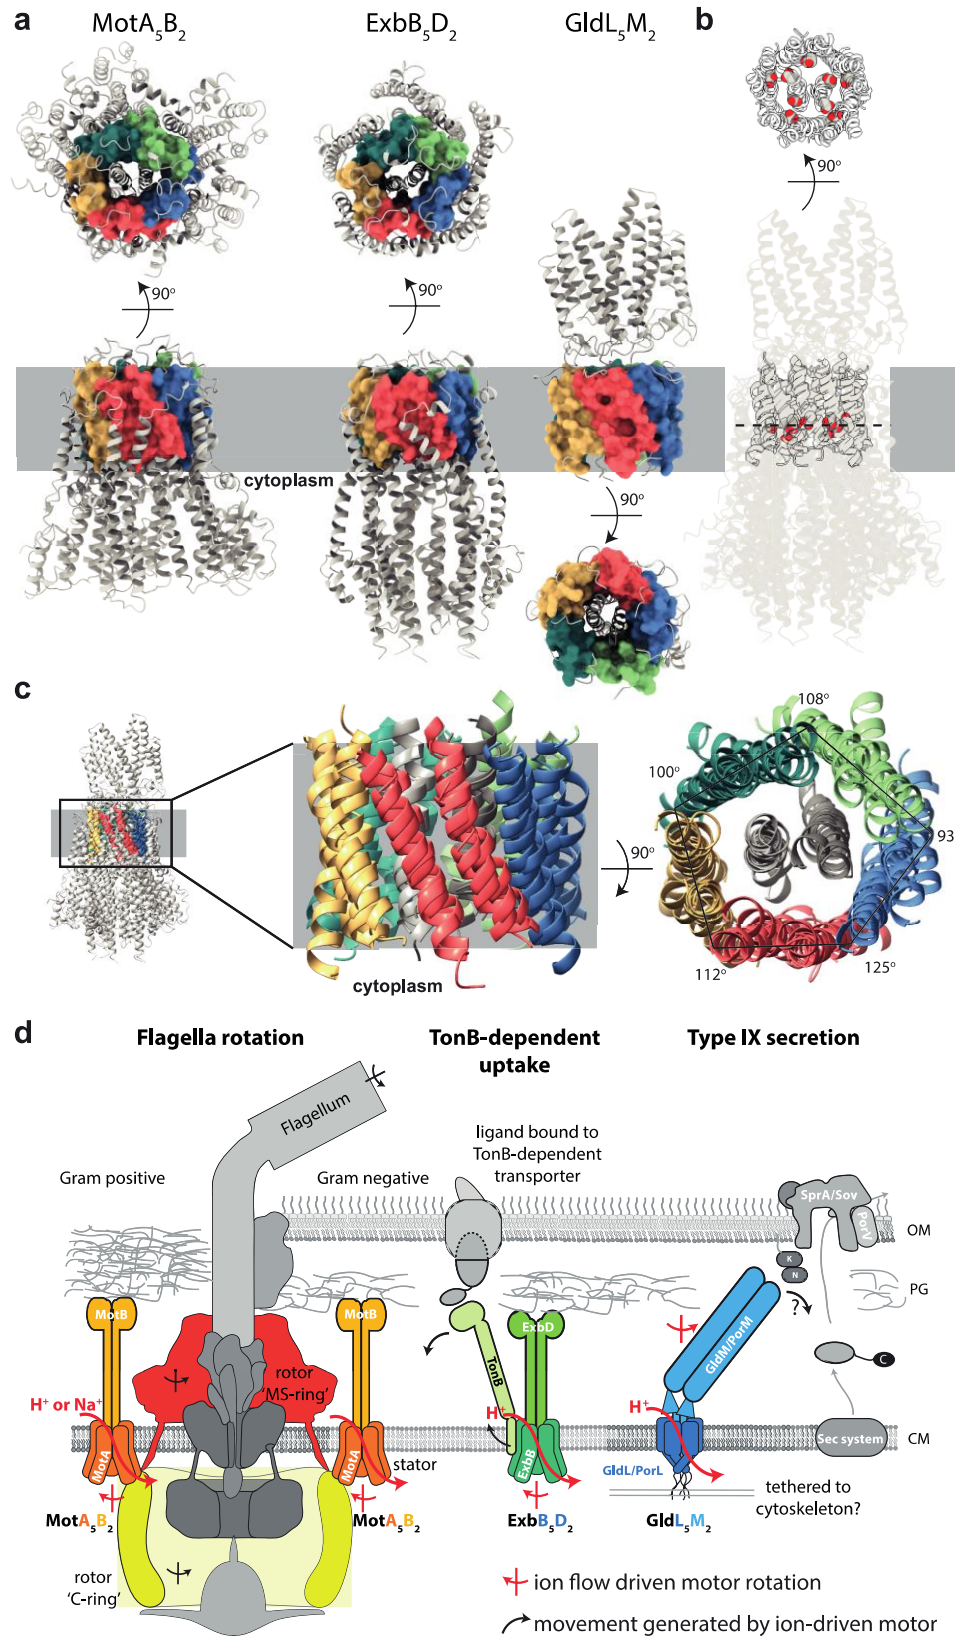 a
MotA5B2
ExbB5D2
GldL5M2
b
90°
90°
90°
cytoplasm
90°
c
108°
100°
93
90°
112°
125°
cytoplasm
d
Flagella rotation
TonB-dependent
uptake
Type IX secretion
Flagellum
ligand bound to
TonB-dependent
transporter
Gram positive
Gram negative
SprA/Sov
PorV
OM
K
N
PG
MotB
MotB
ExbD
GldM/PorM
?
TonB
rotor
'MS-ring'
C
H+ or Na+
H+
H+
MotA
MotA
ExbB
Sec system
CM
stator
GldL/PorL
tethered to
cytoskeleton?
MotA5B2
MotA5B2
ExbB5D2
GldL5M2
rotor
'C-ring'
ion flow driven motor rotation
movement generated by ion-driven motor